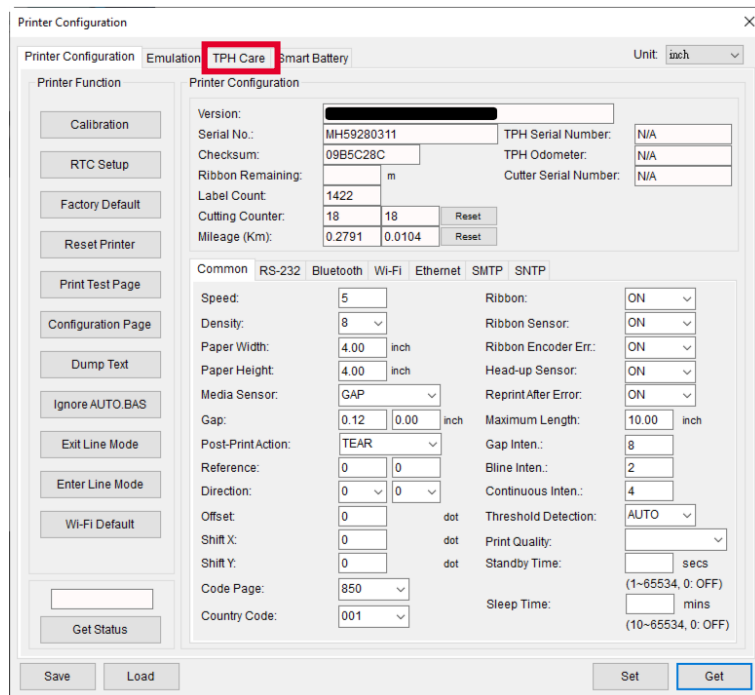 Printer Configuration
Printer Configuration Emulation TPH Care Smart Battery Unit: inch
Printer Function
Calibration
RTC Setup
Factory Default
Reset Printer
Print Test Page
Configuration Page
Dump Text
Ignore AUTO.BAS
Exit Line Mode
Enter Line Mode
Wi-Fi Default
Get Status
Printer Configuration
Version:
Serial No.: MH59280311 TPH Serial Number: N/A
Checksum: 09B5C28C TPH Odometer: N/A
Ribbon Remaining: m Cutter Serial Number: N/A
Label Count: 1422
Cutting Counter: 18 18 Reset
Mileage (Km): 0.2791 0.0104 Reset
Common RS-232 Bluetooth Wi-Fi Ethernet SMTP SNTP
Speed: 5 Ribbon: ON
Density: 8 Ribbon Sensor: ON
Paper Width: 4.00 inch Ribbon Encoder Err.: ON
Paper Height: 4.00 inch Head-up Sensor: ON
Media Sensor: GAP Reprint After Error: ON
Gap: 0.12 0.00 inch Maximum Length: 10.00 inch
Post-Print Action: TEAR Gap Inten.: 8
Reference: 0 0 Bline Inten.: 2
Direction: 0 0 Continuous Inten.: 4
Offset: 0 dot Threshold Detection: AUTO
Shift X: 0 dot Print Quality:
Shift Y: 0 dot Standby Time: secs
(1~65534, 0: OFF)
Code Page: 850
Sleep Time: mins
Country Code: 001
(10~65534, 0: OFF)
Save Load Set Get